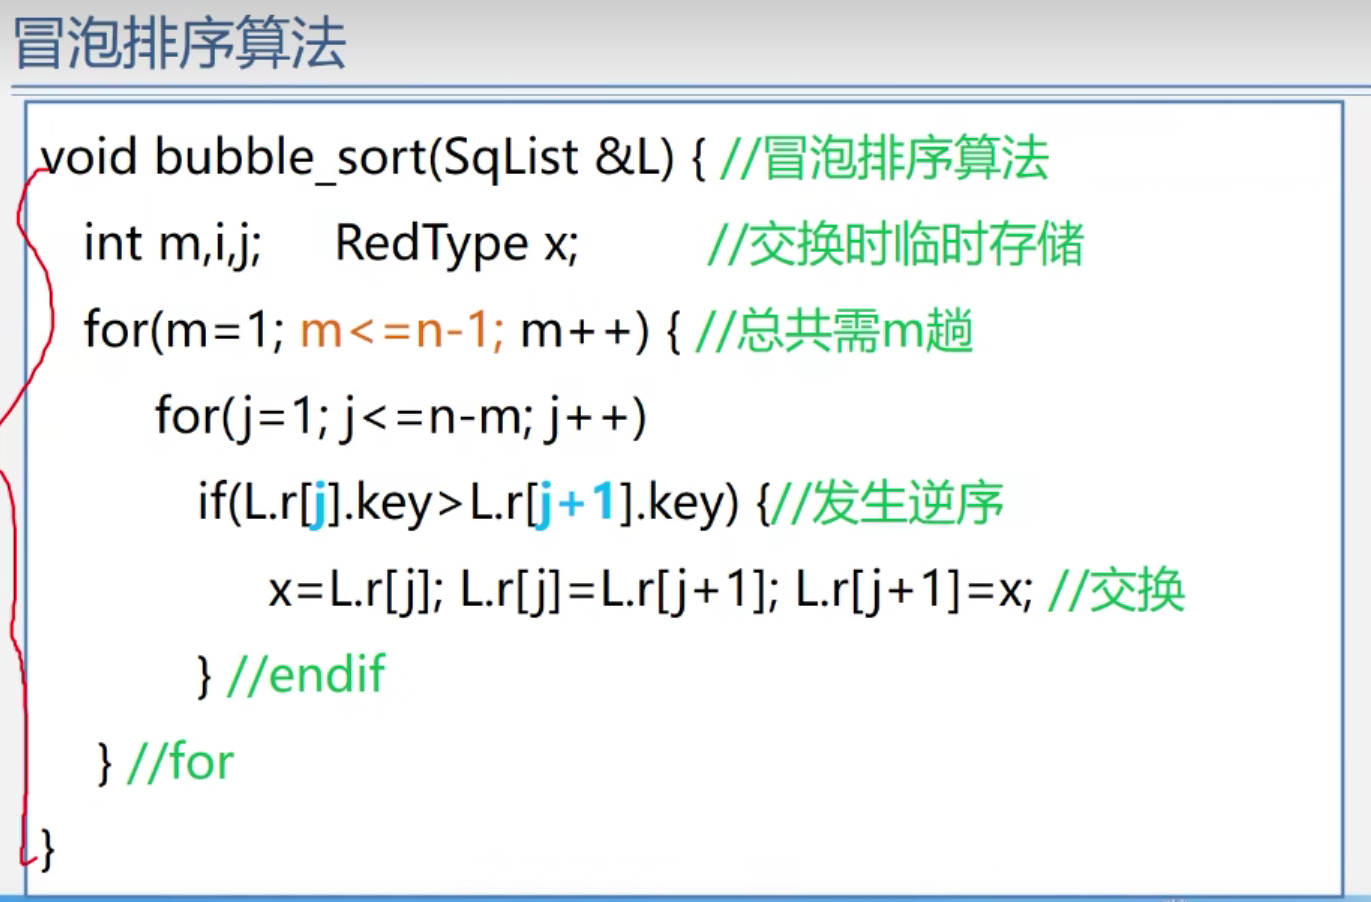 冒泡排序算法
void bubble_sort(SqList &L) { //冒泡排序算法
int m,i,j; RedType x; //交换时临时存储
for(m=1; m<=n-1; m++) { //总共需m趟
for(j=1; j<=n-m; j++)
if(L.r[j].key>L.r[j+1].key) {//发生逆序
x=L.r[j]; L.r[j]=L.r[j+1]; L.r[j+1]=x; //交换
} //endif
} //for
}